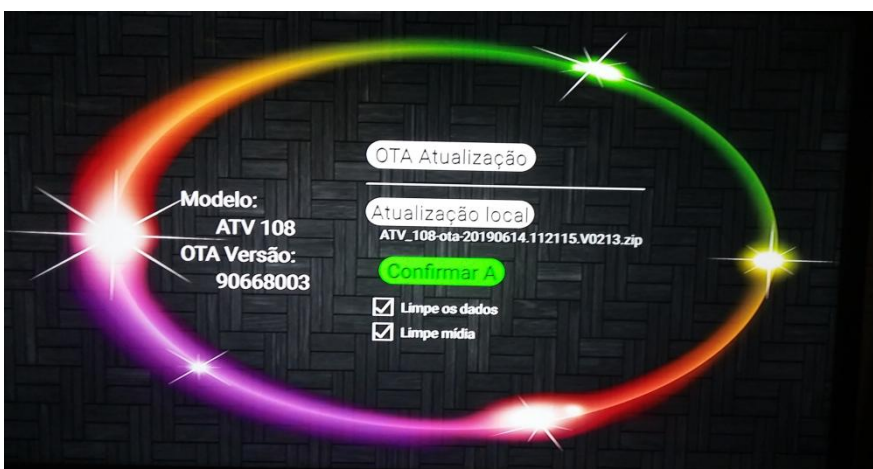 OTA Atualização
Modelo:
ATV 108
OTA Versão:
90668003
Atualização local
ATV_108-ota-20190614.112115.V0213.zip
Confirmar A
Limpe os dados
Limpe mídia